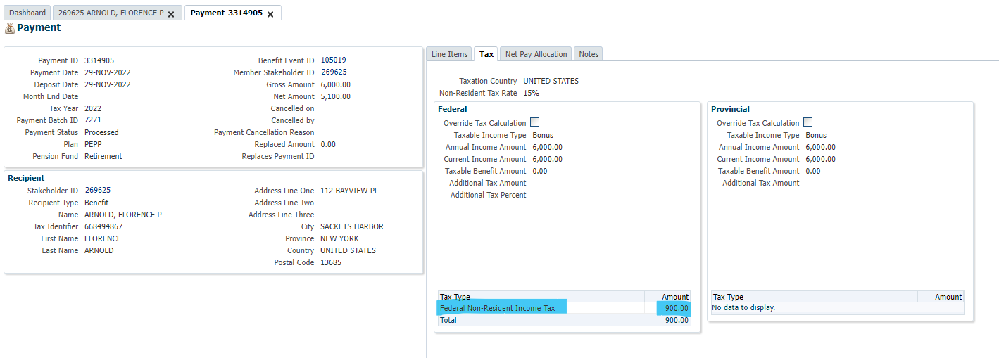 Dashboard 269625-ARNOLD, FLORENCE P Payment-3314905
Payment
Payment ID 3314905
Payment Date 29-NOV-2022
Deposit Date 29-NOV-2022
Month End Date
Tax Year 2022
Payment Batch ID 7271
Payment Status Processed
Plan PEPP
Pension Fund Retirement
Benefit Event ID 105019
Member Stakeholder ID 269625
Gross Amount 6,000.00
Net Amount 5,100.00
Cancelled on
Cancelled by
Payment Cancellation Reason
Replaced Amount 0.00
Replaces Payment ID
Recipient
Stakeholder ID 269625
Recipient Type Benefit
Name ARNOLD, FLORENCE P
Tax Identifier 668494867
First Name FLORENCE
Last Name ARNOLD
Address Line One 112 BAYVIEW PL
Address Line Two
Address Line Three
City SACKETS HARBOR
Province NEW YORK
Country UNITED STATES
Postal Code 13685
Line Items Tax Net Pay Allocation Notes
Taxation Country UNITED STATES
Non-Resident Tax Rate 15%
Federal
Override Tax Calculation
Taxable Income Type Bonus
Annual Income Amount 6,000.00
Current Income Amount 6,000.00
Taxable Benefit Amount 0.00
Additional Tax Amount
Additional Tax Percent
Tax Type Amount
Federal Non-Resident Income Tax 900.00
Total 900.00
Provincial
Override Tax Calculation
Taxable Income Type Bonus
Annual Income Amount 6,000.00
Current Income Amount 6,000.00
Taxable Benefit Amount 0.00
Additional Tax Amount
Tax Type Amount
No data to display.